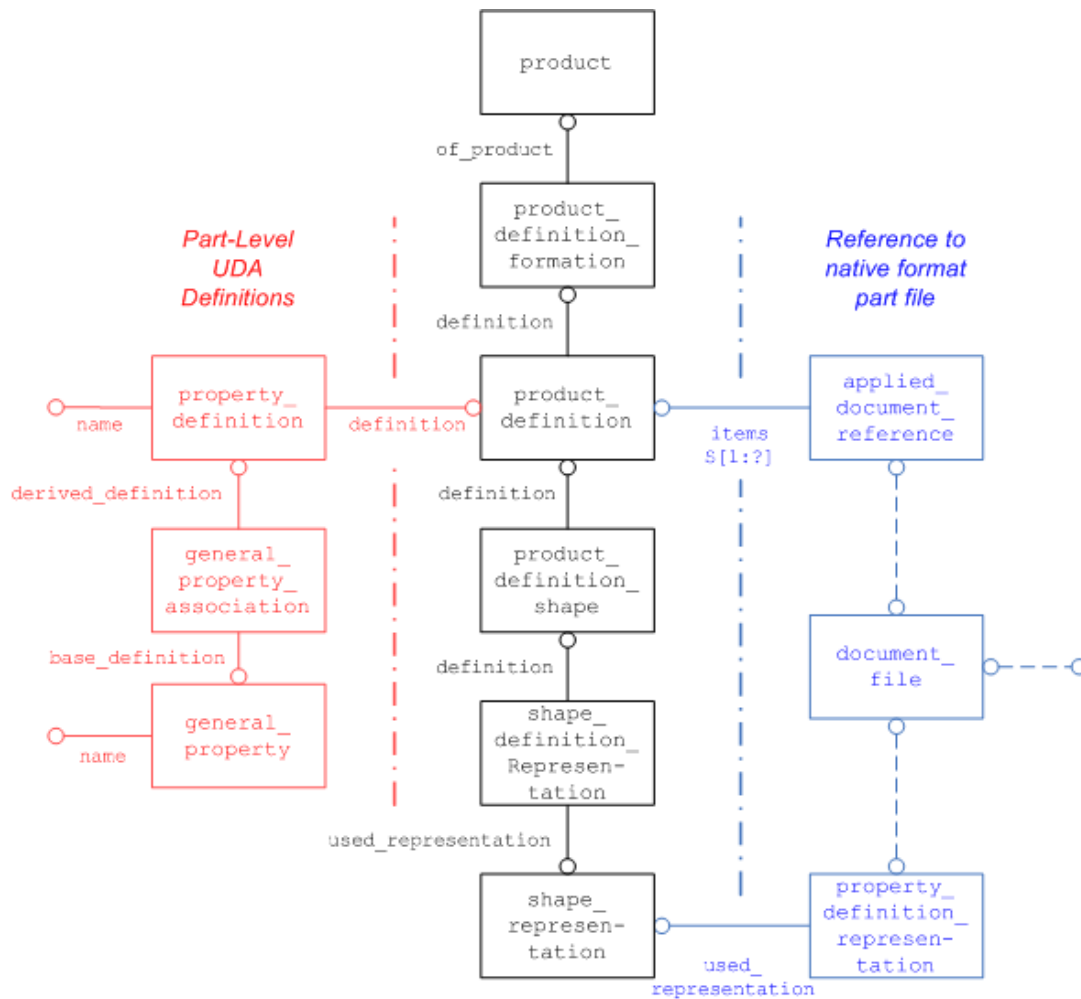 product
of_product
product_
definition_
formation
Part-Level
UDA
Definitions
Reference to
native format
part file
definition
property_
definition
name
definition
product_
definition
items
S[1:?]
applied_
document_
reference
derived_definition
definition
general_
property_
association
product_
definition_
shape
base_definition
definition
document_
file
general_
property
name
shape_
definition_
Represen-
tation
used_representation
shape_
represen-
tation
used_
representation
property_
definition_
represen-
tation